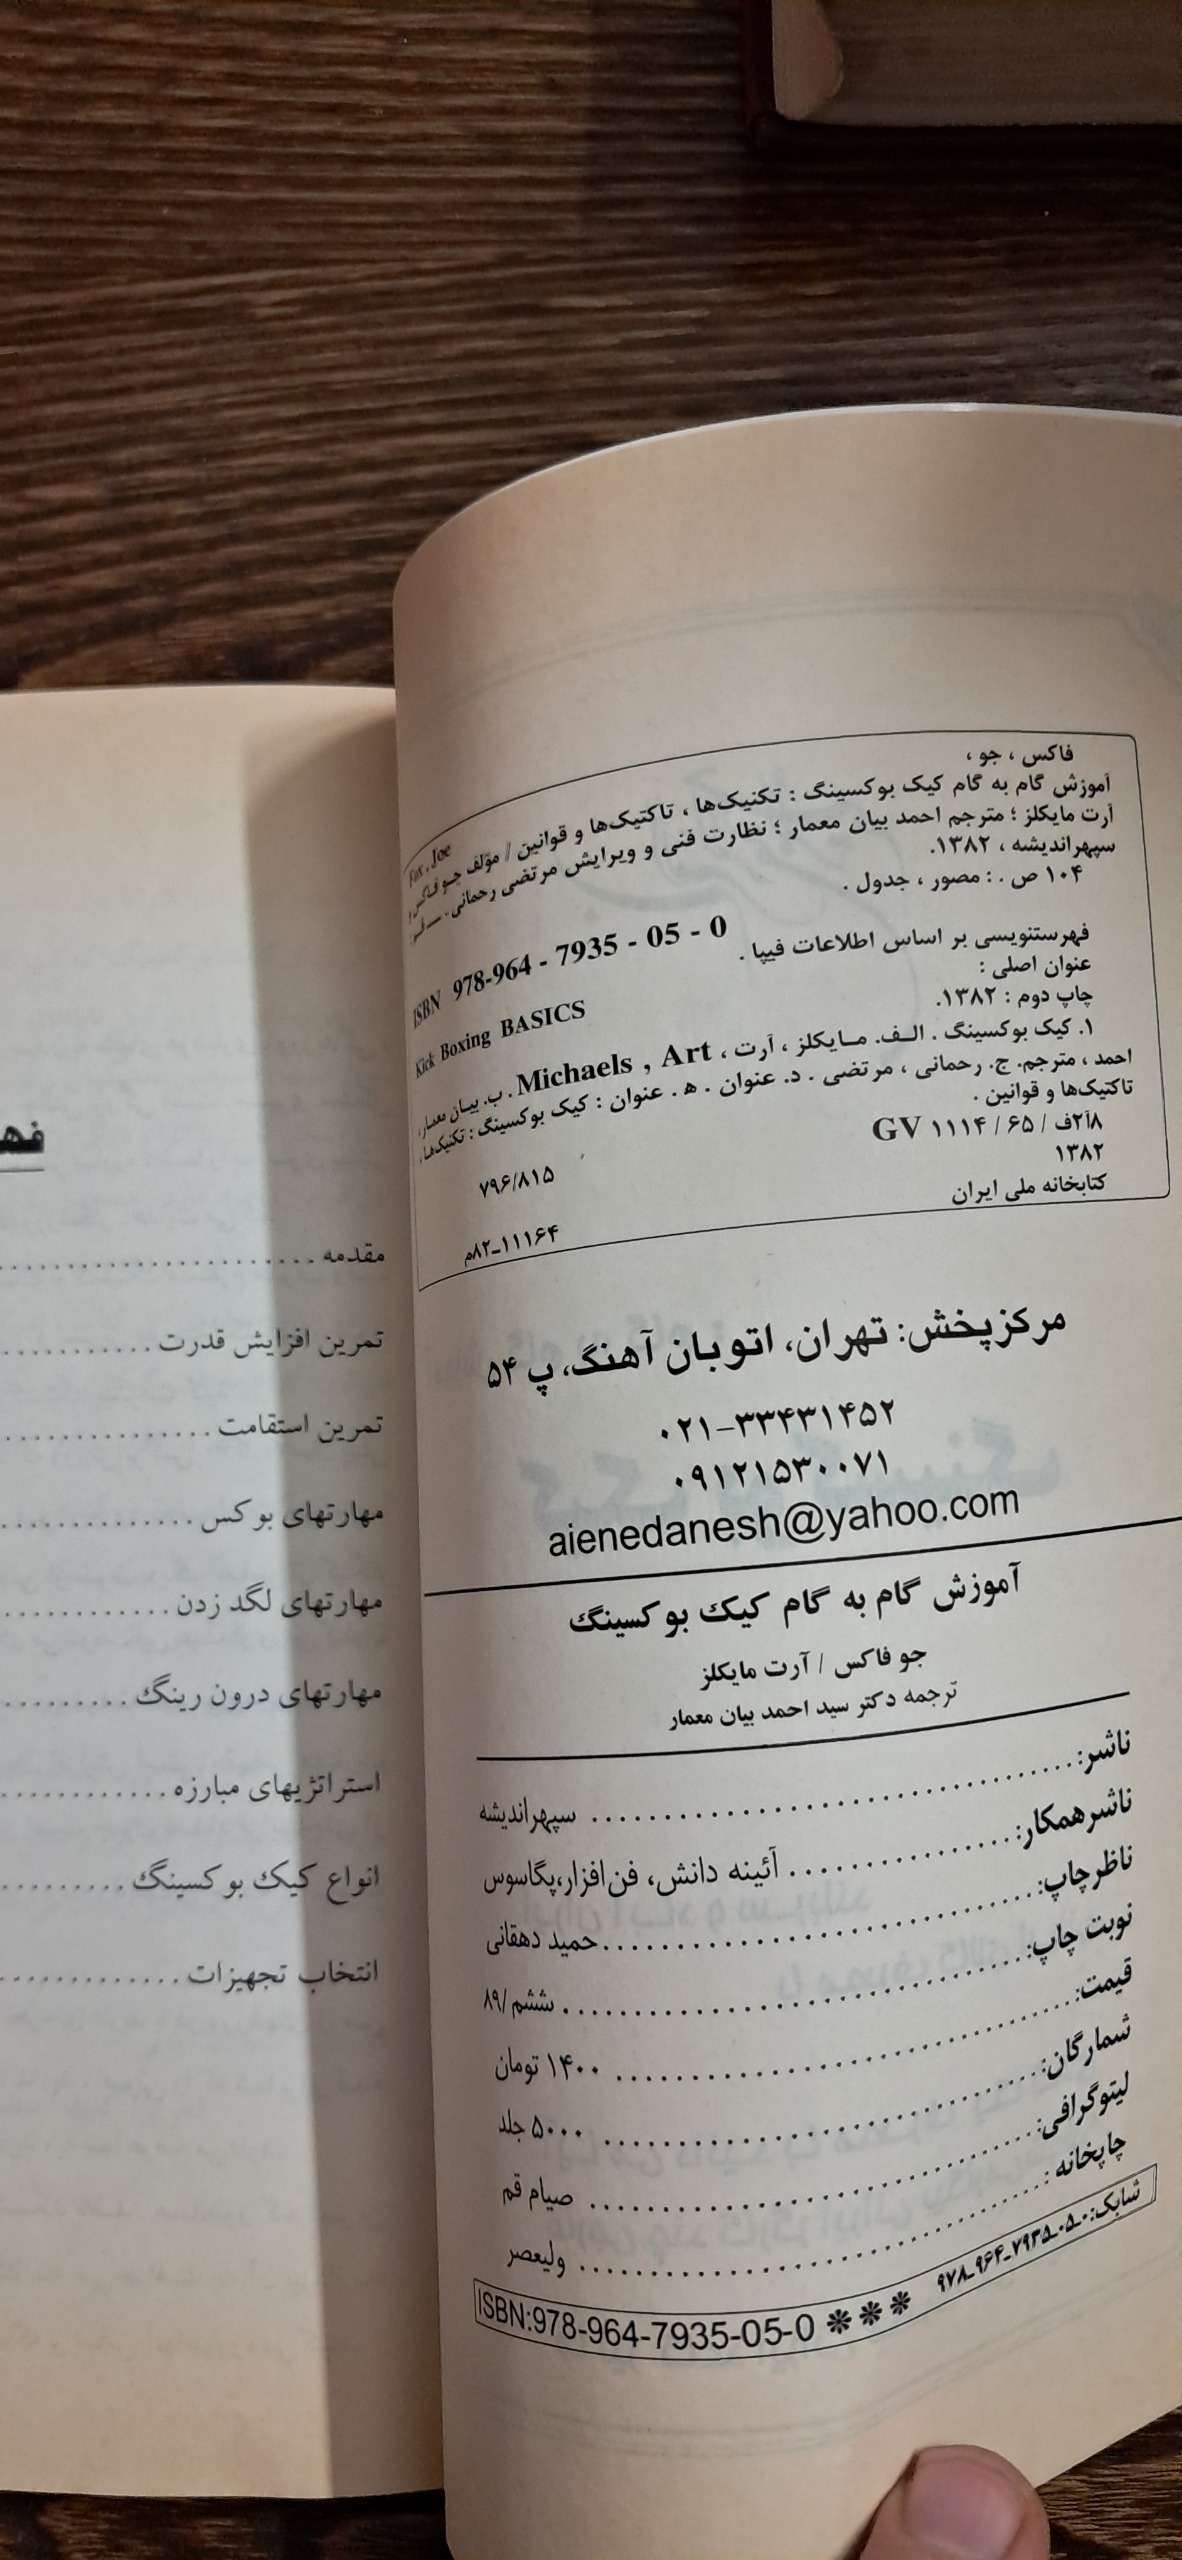 فاکس ، جو ،
Fox, Joe
آموزش گام به گام کیک بوکسینگ : تکنیک‌ها ، تاکتیک‌ها و قوانین / مؤلف جو فاکس و
آرت مایکلز ؛ مترجم احمد بیان معمار ؛ نظارت فنی و ویرایش مرتضی رحمانی. ــ قم:
سپهراندیشه ، ۱۳۸۲.
۱۰۴ ص . : مصور ، جدول .
ISBN 978-964 - 7935 - 05 - 0
فهرستنویسی بر اساس اطلاعات فیپا .
عنوان اصلی :
Kick Boxing BASICS
چاپ دوم : ۱۳۸۲.
۱. کیک بوکسینگ . الف. مایکلز ، آرت ، Michaels , Art . ب. بیان معمار،
احمد ، مترجم. ج. رحمانی ، مرتضی . د. عنوان . ه . عنوان : کیک بوکسینگ : تکنیک‌ها،
تاکتیک‌ها و قوانین .
۸آ۲ف / ۶۵ / GV ۱۱۱۴
۱۳۸۲
۷۹۶/۸۱۵
کتابخانه ملی ایران
۱۱۱۶۴ـ۸۲م
مرکزپخش: تهران، اتوبان آهنگ، پ ۵۴
۰۲۱-۳۳۴۳۱۴۵۲
۰۹۱۲۱۵۳۰۰۷۱
aienedanesh@yahoo.com
آموزش گام به گام کیک بوکسینگ
جو فاکس / آرت مایکلز
ترجمه دکتر سید احمد بیان معمار
ناشر: سپهراندیشه
ناشرهمکار: آئینه دانش، فن‌افزار،پگاسوس
ناظرچاپ: حمید دهقانی
نوبت چاپ: ششم/۸۹
قیمت: ۱۴۰۰ تومان
شمارگان: ۵۰۰۰ جلد
لیتوگرافی: صیام قم
چاپخانه : ولیعصر
شابک: ۰ـ۰۵ـ۷۹۳۵ـ۹۶۴ـ۹۷۸ ❊❊❊ ISBN:978-964-7935-05-0
مقدمه
تمرین افزایش قدرت
تمرین استقامت
مهارتهای بوکس
مهارتهای لگد زدن
مهارتهای درون رینگ
استراتژیهای مبارزه
انواع کیک بوکسینگ
انتخاب تجهیزات